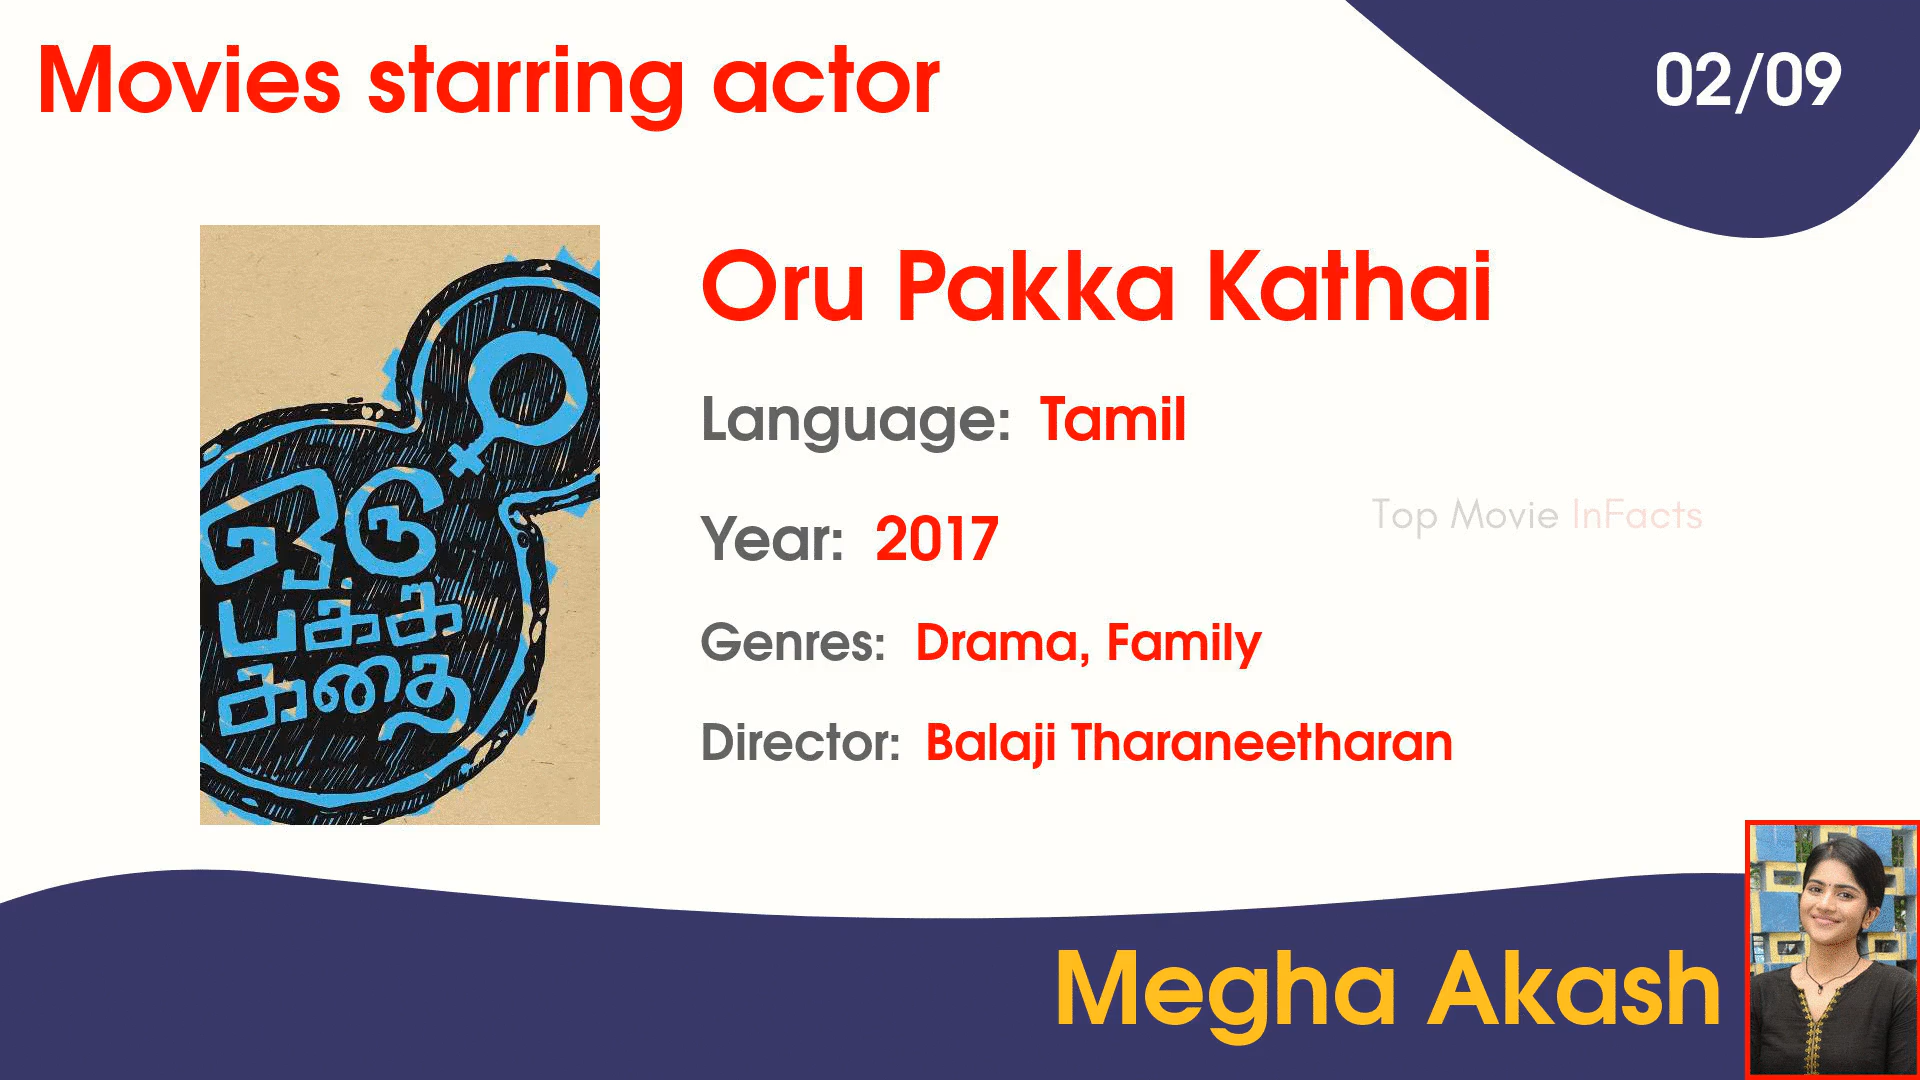 Movies starring actor
02/09
Oru Pakka Kathai
Language: Tamil
Year: 2017
Genres: Drama, Family
Director: Balaji Tharaneetharan
Top Movie InFacts
ஒரு
பக்க
கதை
Megha Akash